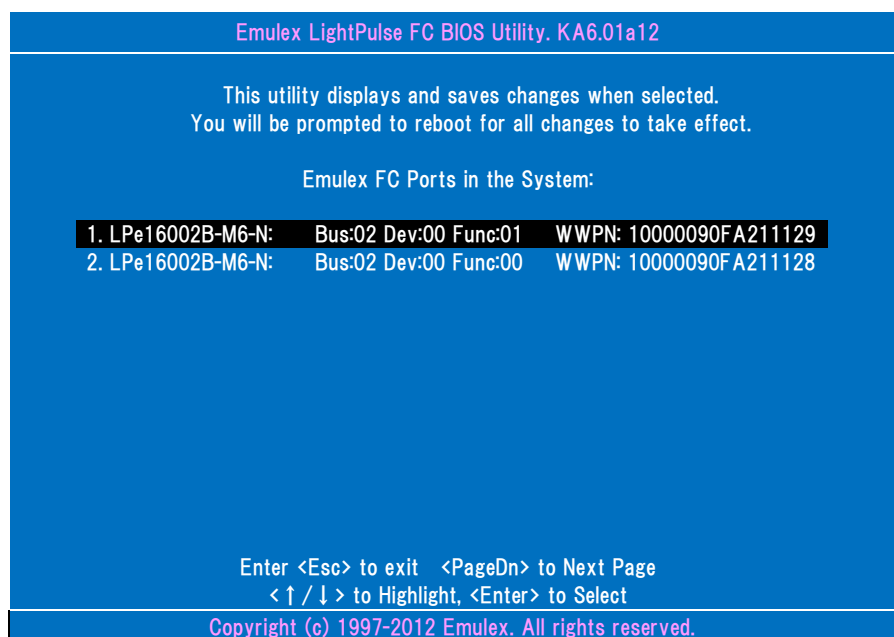 Emulex LightPulse FC BIOS Utility. KA6.01a12
This utility displays and saves changes when selected.
You will be prompted to reboot for all changes to take effect.
Emulex FC Ports in the System:
1. LPe16002B-M6-N: Bus:02 Dev:00 Func:01 WWPN: 10000090FA211129
2. LPe16002B-M6-N: Bus:02 Dev:00 Func:00 WWPN: 10000090FA211128
Enter <Esc> to exit <PageDn> to Next Page
<↑/↓> to Highlight, <Enter> to Select
Copyright (c) 1997-2012 Emulex. All rights reserved.